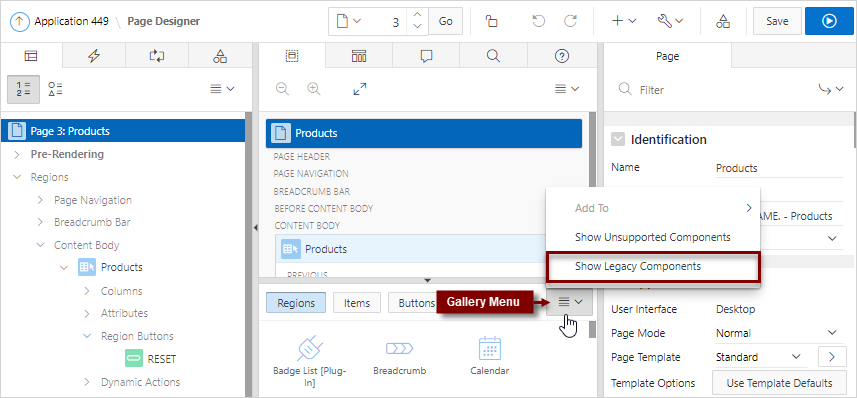 Application 449 \ Page Designer
3
Go
Save
Page
1
2
Filter
Page 3: Products
Products
Identification
Pre-Rendering
PAGE HEADER
Name
Products
Regions
PAGE NAVIGATION
Page Navigation
BREADCRUMB BAR
Breadcrumb Bar
BEFORE CONTENT BODY
Add To
AME. - Products
Content Body
CONTENT BODY
Show Unsupported Components
Products
Products
Show Legacy Components
PREVIOUS
Columns
Regions
Items
Buttons
Gallery Menu
Attributes
User Interface
Desktop
Region Buttons
Page Mode
Normal
RESET
Page Template
Standard
Badge List [Plug-
In]
Breadcrumb
Calendar
Dynamic Actions
Template Options
Use Template Defaults